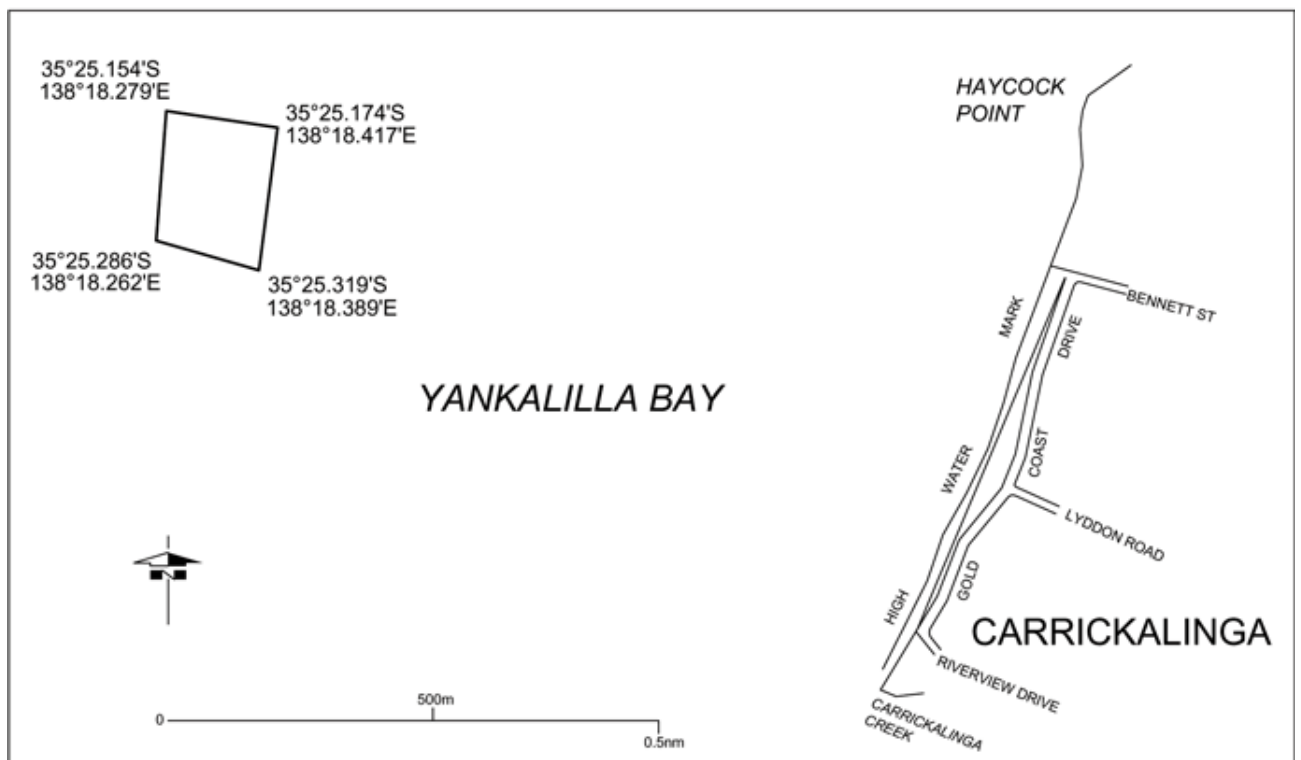 35°25.154'S
138°18.279'E
35°25.174'S
138°18.417'E
35°25.286'S
138°18.262'E
35°25.319'S
138°18.389'E
HAYCOCK
POINT
YANKALILLA BAY
HIGH WATER MARK
BENNETT ST
GOLD COAST DRIVE
LYDDON ROAD
CARRICKALINGA
RIVERVIEW DRIVE
CARRICKALINGA
CREEK
N
0
500m
0.5nm